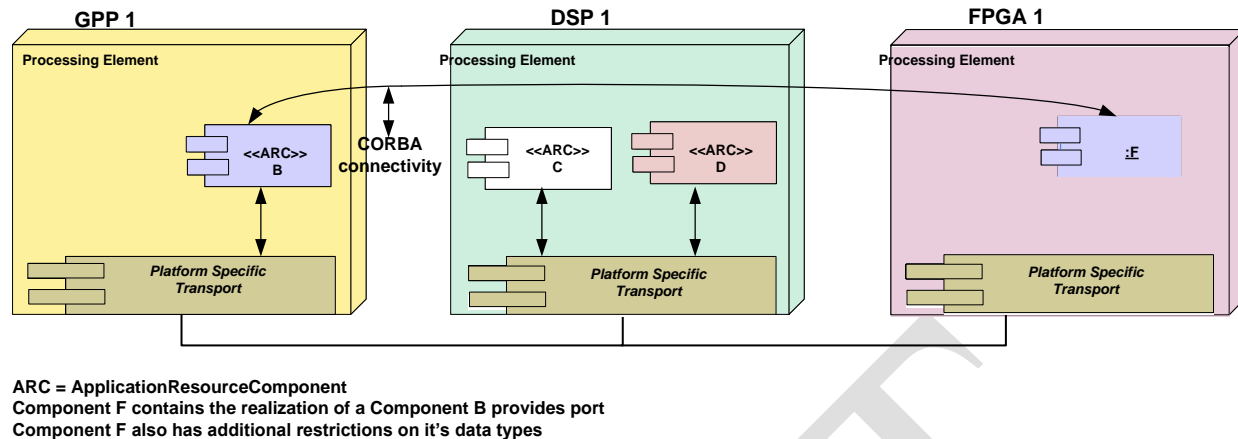 GPP 1
DSP 1
FPGA 1
Processing Element
Processing Element
Processing Element
<<ARC>>
B
CORBA
connectivity
<<ARC>>
C
<<ARC>>
D
:F
Platform Specific
Transport
Platform Specific
Transport
Platform Specific
Transport
ARC = ApplicationResourceComponent
Component F contains the realization of a Component B provides port
Component F also has additional restrictions on it's data types